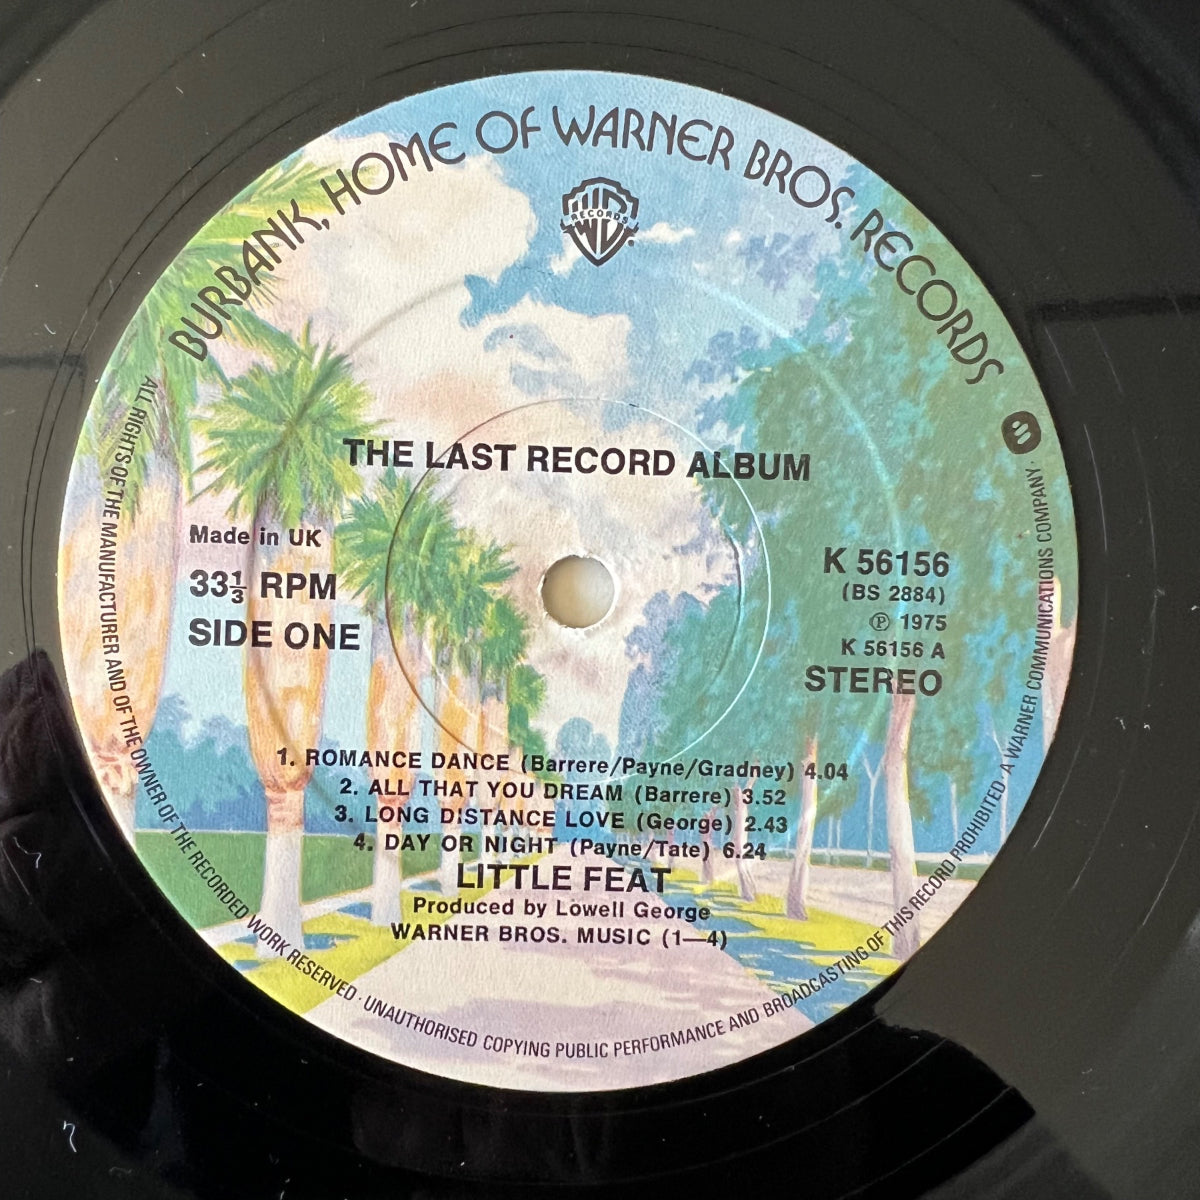 BURBANK, HOME OF WARNER BROS. RECORDS
RECORDS
THE LAST RECORD ALBUM
Made in UK
33⅓ RPM
SIDE ONE
K 56156
(BS 2884)
℗ 1975
K 56156 A
STEREO
1. ROMANCE DANCE (Barrere/Payne/Gradney) 4.04
2. ALL THAT YOU DREAM (Barrere) 3.52
3. LONG DISTANCE LOVE (George) 2.43
4. DAY OR NIGHT (Payne/Tate) 6.24
LITTLE FEAT
Produced by Lowell George
WARNER BROS. MUSIC (1—4)
ALL RIGHTS OF THE MANUFACTURER AND OF THE OWNER OF THE RECORDED WORK RESERVED · UNAUTHORISED COPYING PUBLIC PERFORMANCE AND BROADCASTING OF THIS RECORD PROHIBITED · A WARNER COMMUNICATIONS COMPANY ·